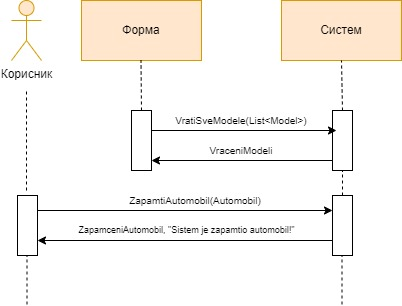 Форма
Систем
Корисник
VratiSveModele(List<Model>)
VraceniModeli
ZapamtiAutomobil(Automobil)
ZapamceniAutomobil, "Sistem je zapamtio automobil!"